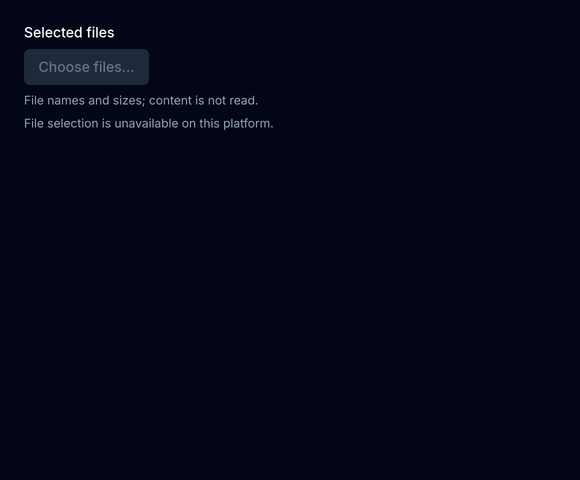 Selected files
Choose files…
File names and sizes; content is not read.
File selection is unavailable on this platform.